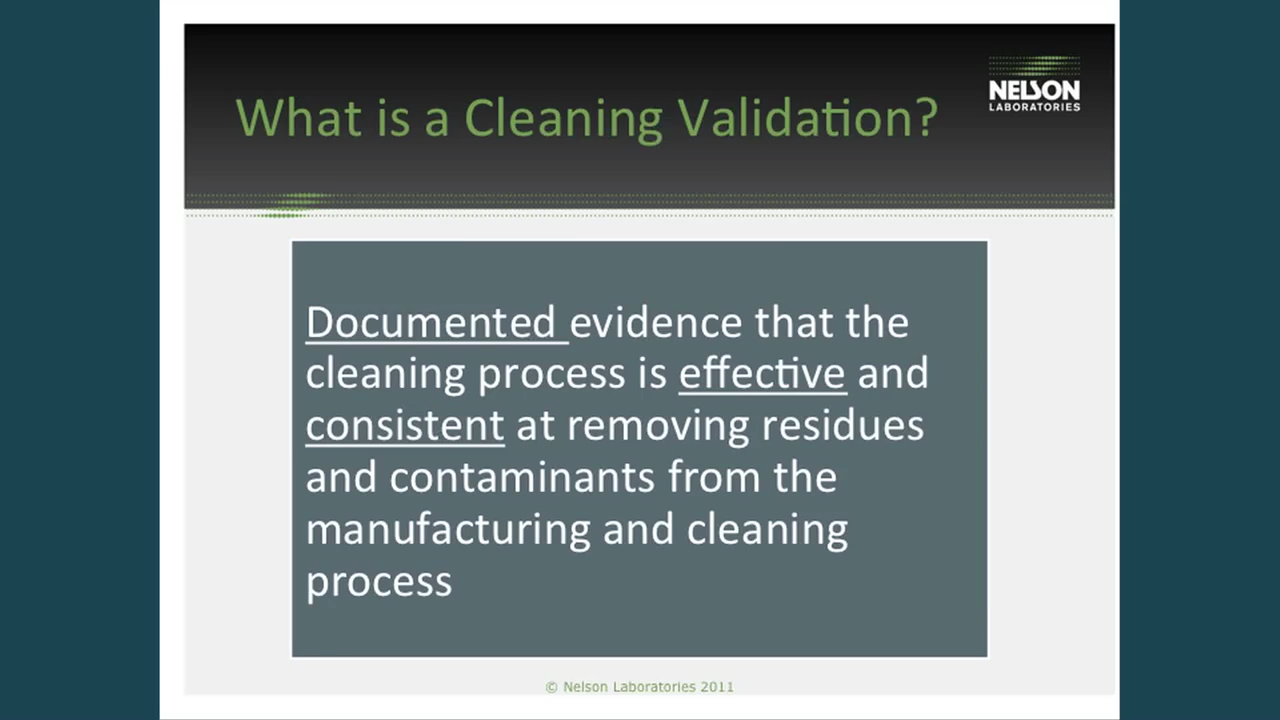 What is a Cleaning Validation?
NELSON
LABORATORIES
Documented evidence that the
cleaning process is effective and
consistent at removing residues
and contaminants from the
manufacturing and cleaning
process
© Nelson Laboratories 2011